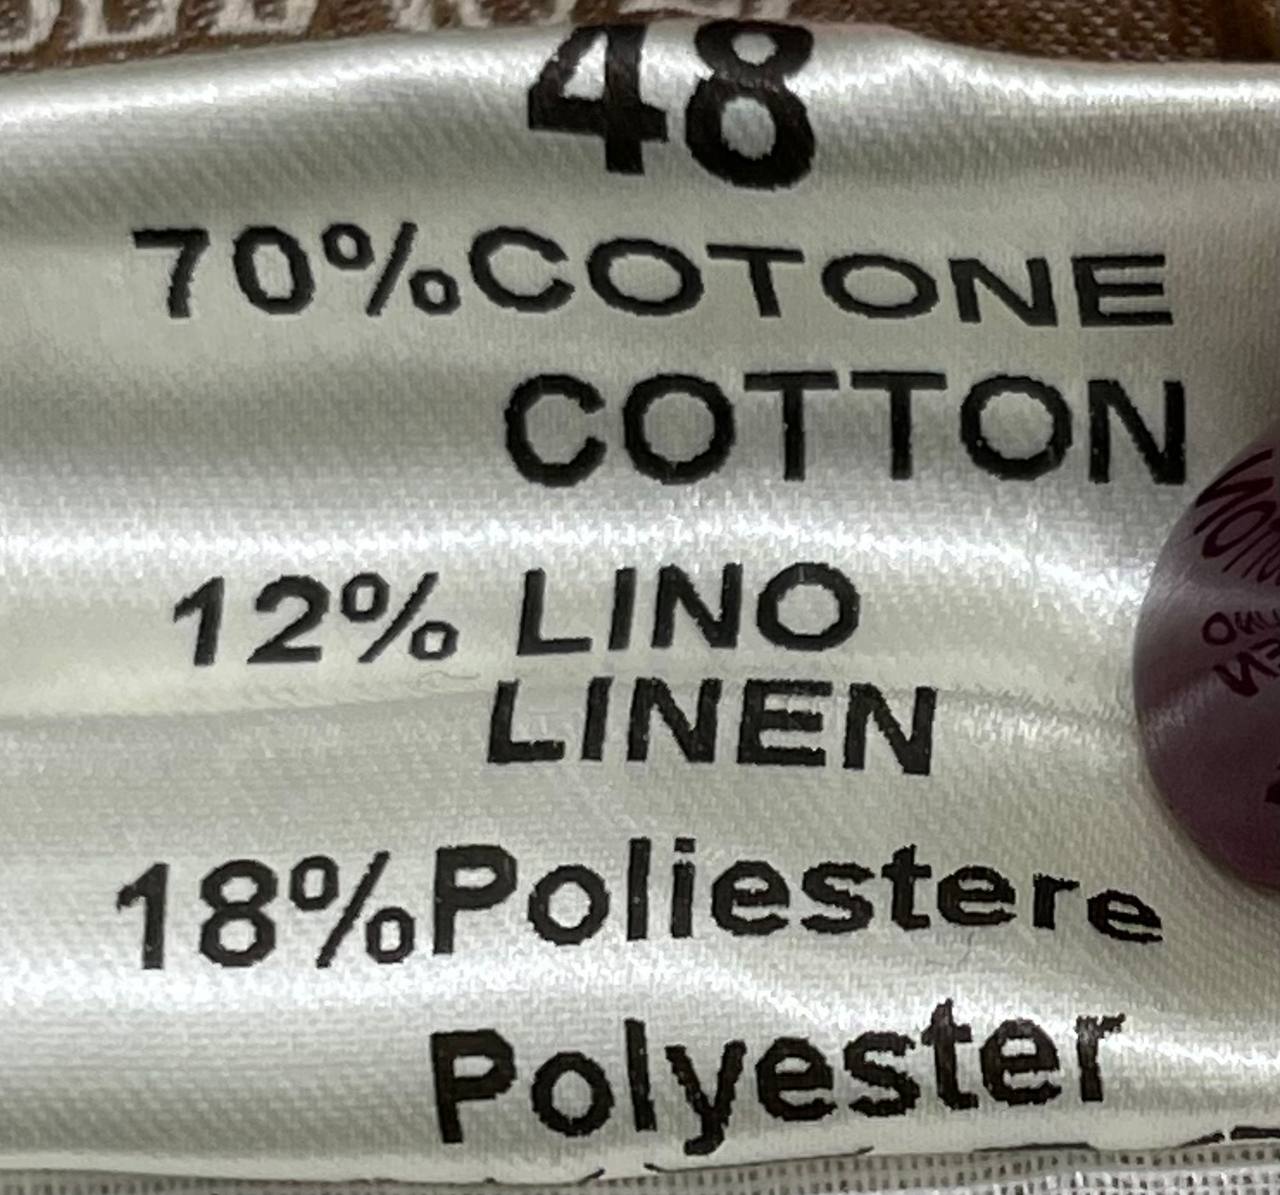 48
70%COTONE
COTTON
12% LINO
LINEN
18%Poliestere
Polyester